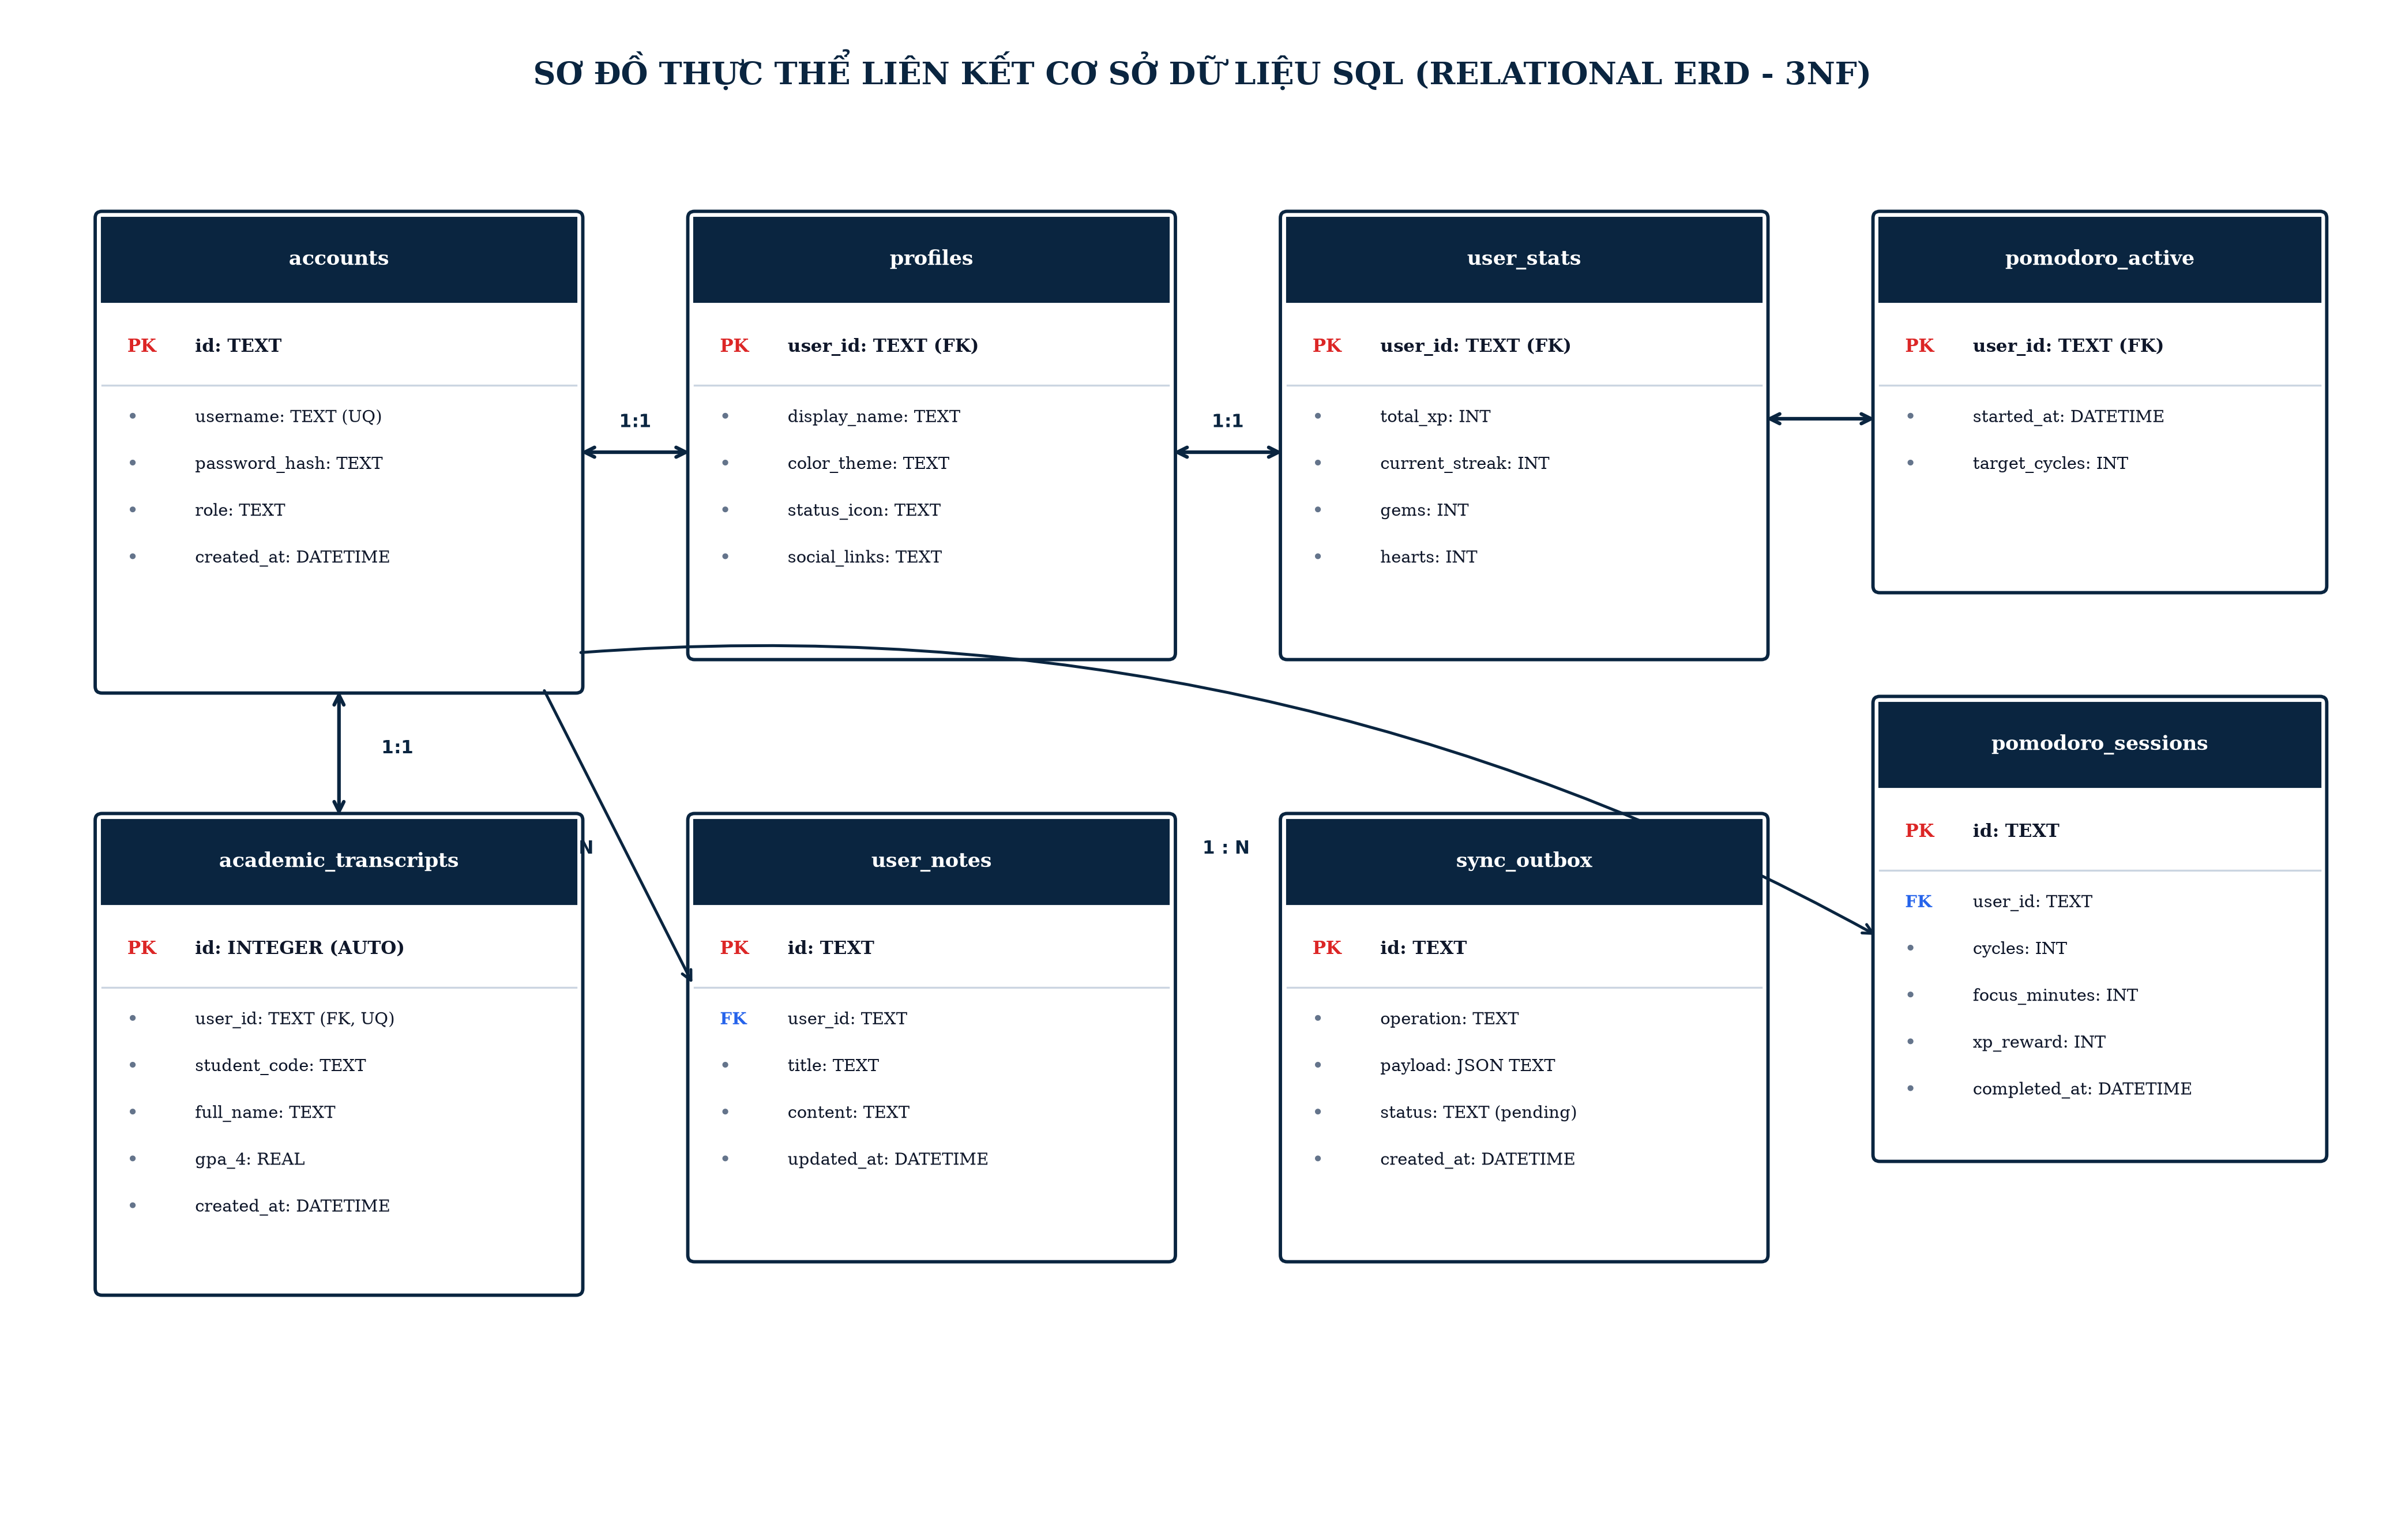 SƠ ĐỒ THỰC THỂ LIÊN KẾT CƠ SỞ DỮ LIỆU SQL (RELATIONAL ERD - 3NF)
accounts
PK id: TEXT
• username: TEXT (UQ)
• password_hash: TEXT
• role: TEXT
• created_at: DATETIME
1:1
profiles
PK user_id: TEXT (FK)
• display_name: TEXT
• color_theme: TEXT
• status_icon: TEXT
• social_links: TEXT
1:1
user_stats
PK user_id: TEXT (FK)
• total_xp: INT
• current_streak: INT
• gems: INT
• hearts: INT
pomodoro_active
PK user_id: TEXT (FK)
• started_at: DATETIME
• target_cycles: INT
1:1
academic_transcripts
PK id: INTEGER (AUTO)
• user_id: TEXT (FK, UQ)
• student_code: TEXT
• full_name: TEXT
• gpa_4: REAL
• created_at: DATETIME
N
user_notes
PK id: TEXT
FK user_id: TEXT
• title: TEXT
• content: TEXT
• updated_at: DATETIME
1 : N
sync_outbox
PK id: TEXT
• operation: TEXT
• payload: JSON TEXT
• status: TEXT (pending)
• created_at: DATETIME
pomodoro_sessions
PK id: TEXT
FK user_id: TEXT
• cycles: INT
• focus_minutes: INT
• xp_reward: INT
• completed_at: DATETIME